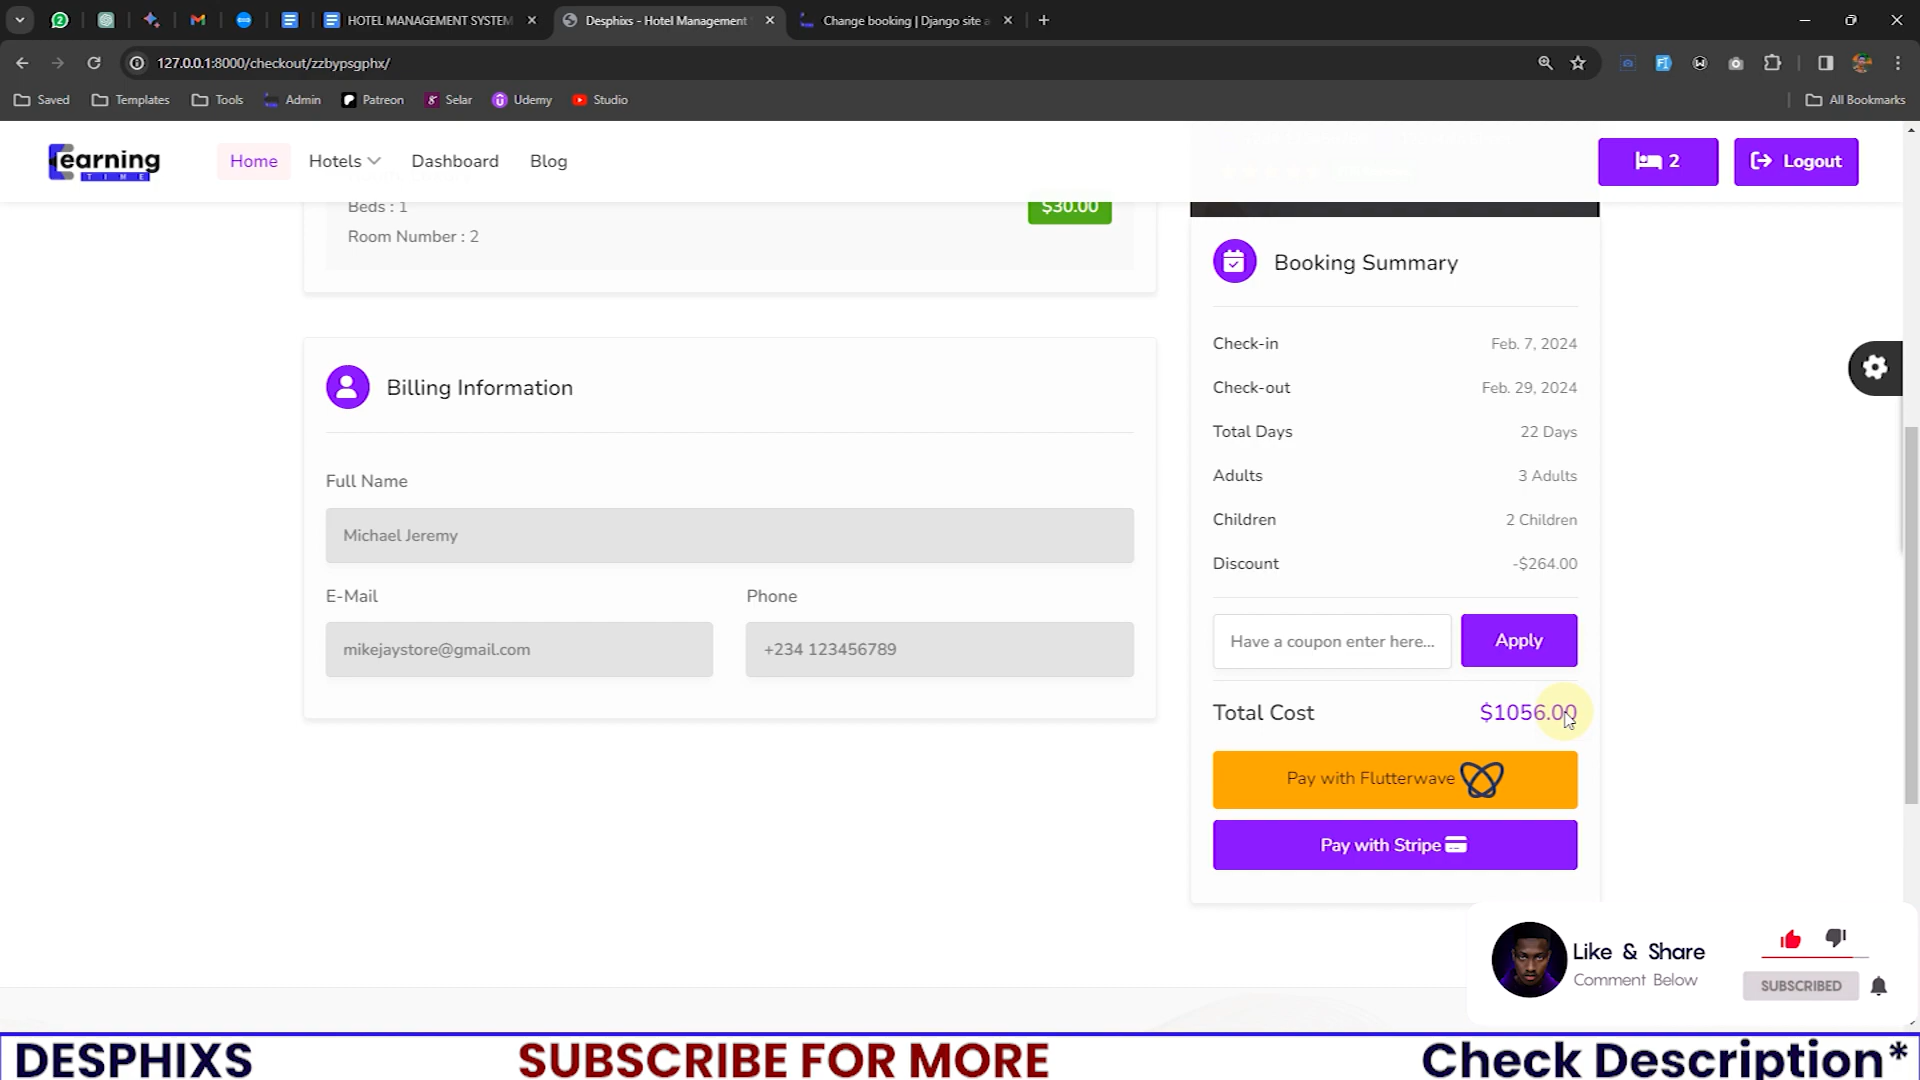 HOTEL MANAGEMENT SYSTEM
Desphixs - Hotel Management
Change booking | Django site a
127.0.0.1:8000/checkout/zzbypsgphx/
Saved
Templates
Tools
Admin
Patreon
Selar
Udemy
Studio
All Bookmarks
Learning
TIME
Home
Hotels
Dashboard
Blog
2
Logout
Beds : 1
$30.00
Room Number : 2
Billing Information
Full Name
Michael Jeremy
E-Mail
Phone
mikejaystore@gmail.com
+234 123456789
Booking Summary
Check-in
Feb. 7, 2024
Check-out
Feb. 29, 2024
Total Days
22 Days
Adults
3 Adults
Children
2 Children
Discount
-$264.00
Have a coupon enter here...
Apply
Total Cost
$1056.00
Pay with Flutterwave
Pay with Stripe
Like & Share
Comment Below
SUBSCRIBED
DESPHIXS
SUBSCRIBE FOR MORE
Check Description*